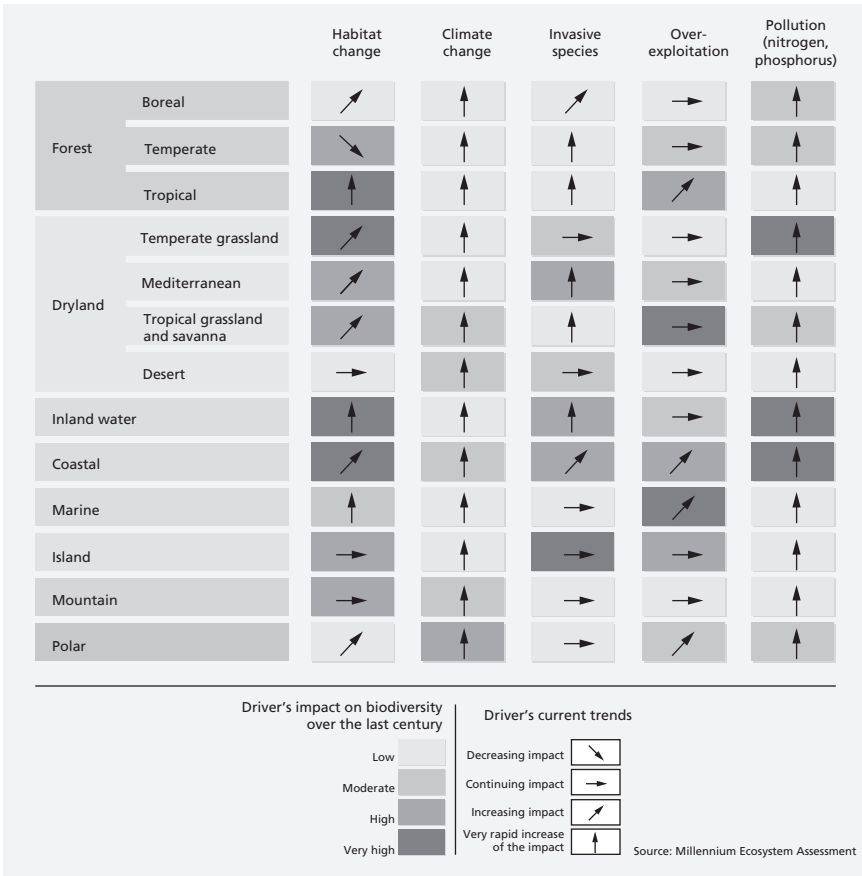 Habitat
change
Climate
change
Invasive
species
Over-
exploitation
Pollution
(nitrogen,
phosphorus)
Forest
Boreal
Temperate
Tropical
Dryland
Temperate grassland
Mediterranean
Tropical grassland
and savanna
Desert
Inland water
Coastal
Marine
Island
Mountain
Polar
Driver's impact on biodiversity
over the last century
Low
Moderate
High
Very high
Driver's current trends
Decreasing impact
Continuing impact
Increasing impact
Very rapid increase
of the impact
Source: Millennium Ecosystem Assessment